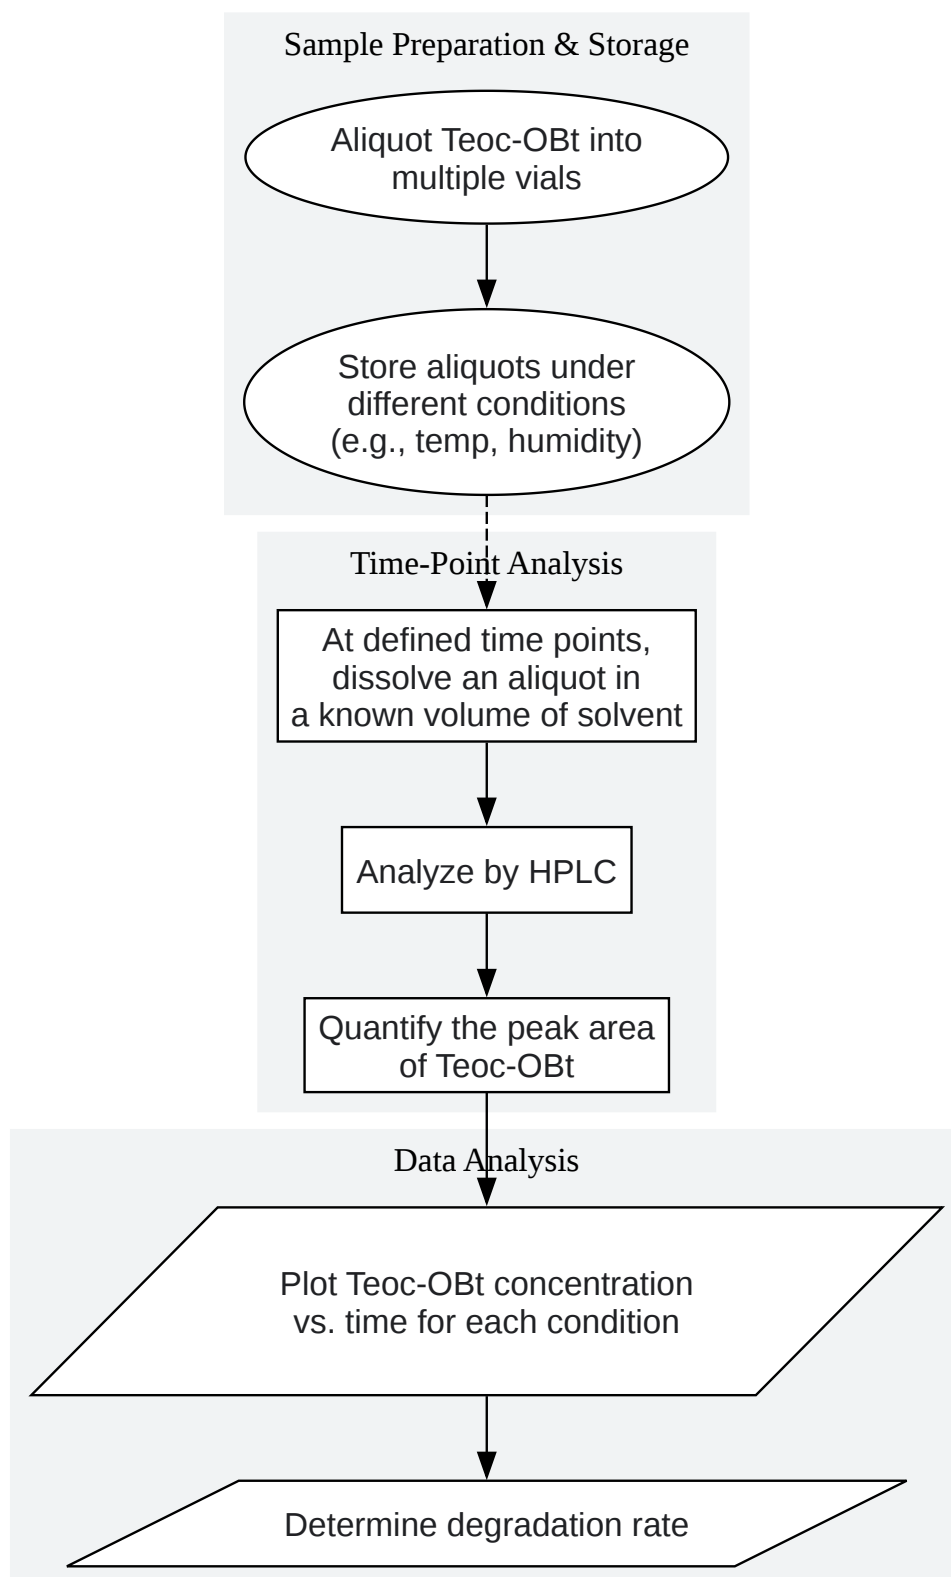 Sample Preparation & Storage
Aliquot Teoc-OBt into
multiple vials
Store aliquots under
different conditions
(e.g., temp, humidity)
Time-Point Analysis
At defined time points,
dissolve an aliquot in
a known volume of solvent
Analyze by HPLC
Quantify the peak area
of Teoc-OBt
Data Analysis
Plot Teoc-OBt concentration
vs. time for each condition
Determine degradation rate